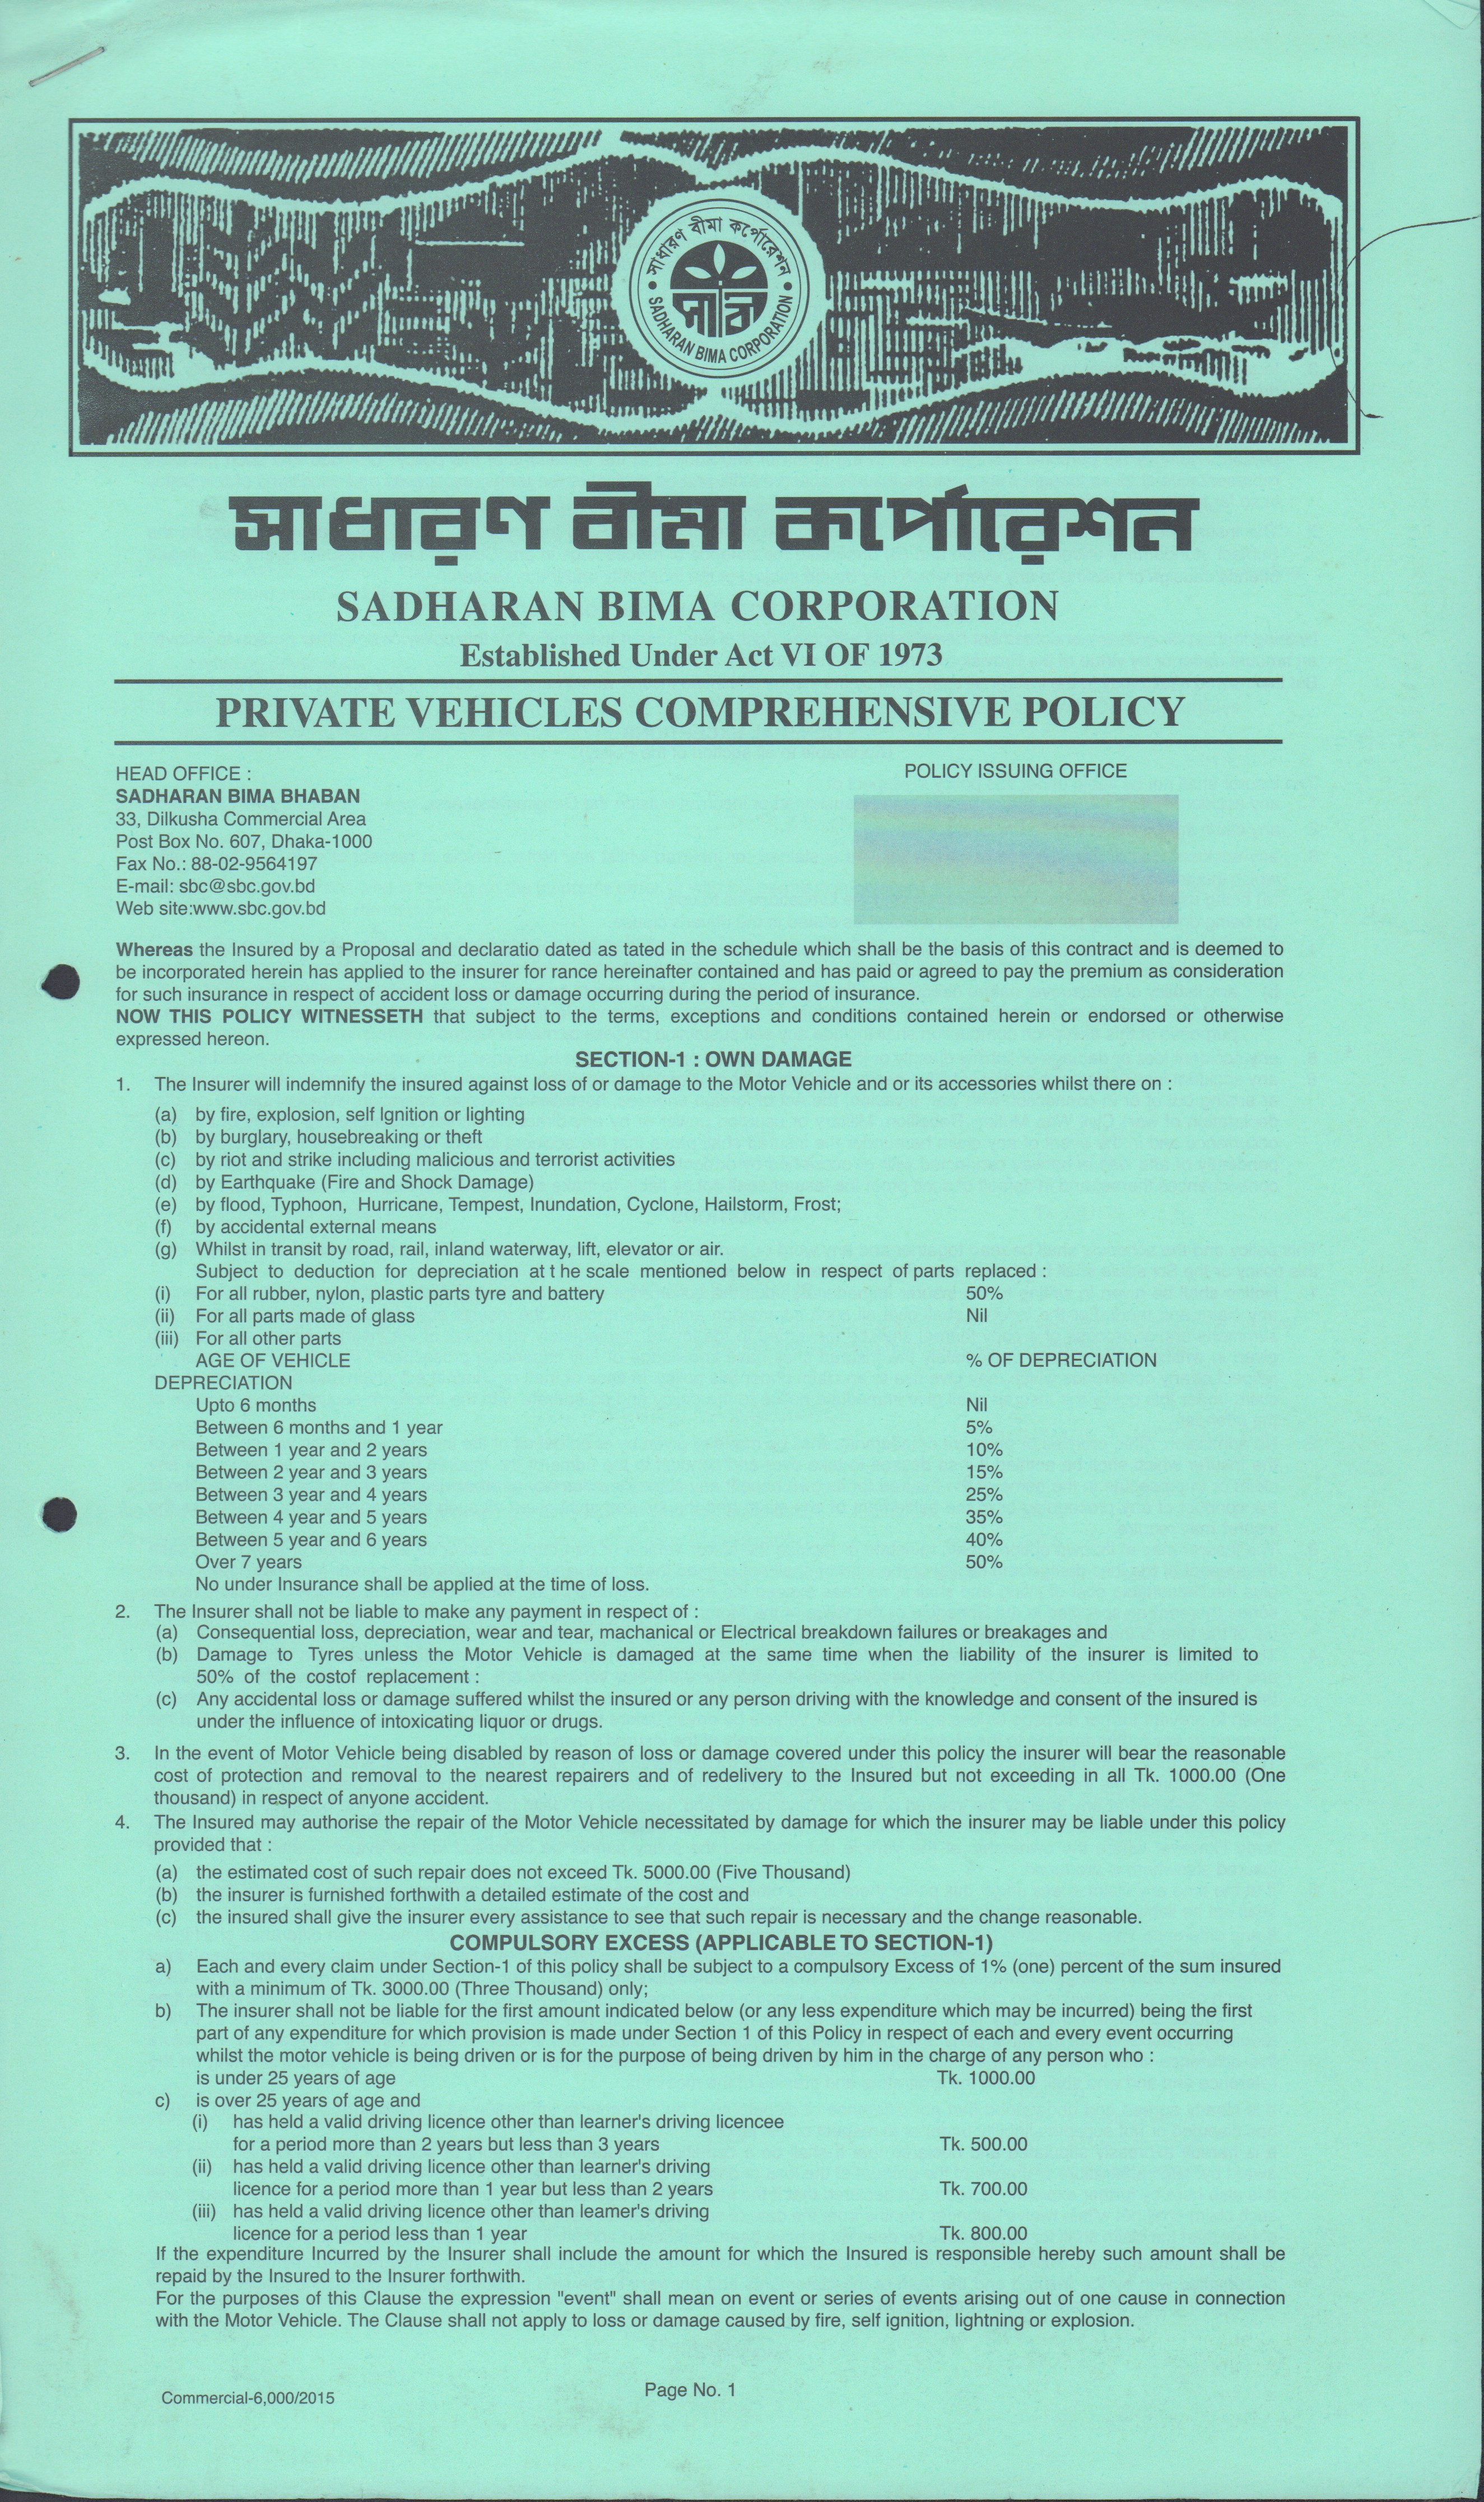 সাধারণ বীমা কর্পোরেশন
সাবী
SADHARAN BIMA CORPORATION
সাধারণ বীমা কর্পোরেশন
SADHARAN BIMA CORPORATION
Established Under Act VI OF 1973
PRIVATE VEHICLES COMPREHENSIVE POLICY
HEAD OFFICE : POLICY ISSUING OFFICE
SADHARAN BIMA BHABAN
33, Dilkusha Commercial Area
Post Box No. 607, Dhaka-1000
Fax No.: 88-02-9564197
E-mail: sbc@sbc.gov.bd
Web site:www.sbc.gov.bd
Whereas the Insured by a Proposal and declaratio dated as tated in the schedule which shall be the basis of this contract and is deemed to
be incorporated herein has applied to the insurer for rance hereinafter contained and has paid or agreed to pay the premium as consideration
for such insurance in respect of accident loss or damage occurring during the period of insurance.
NOW THIS POLICY WITNESSETH that subject to the terms, exceptions and conditions contained herein or endorsed or otherwise
expressed hereon.
SECTION-1 : OWN DAMAGE
1. The Insurer will indemnify the insured against loss of or damage to the Motor Vehicle and or its accessories whilst there on :
(a) by fire, explosion, self Ignition or lighting
(b) by burglary, housebreaking or theft
(c) by riot and strike including malicious and terrorist activities
(d) by Earthquake (Fire and Shock Damage)
(e) by flood, Typhoon, Hurricane, Tempest, Inundation, Cyclone, Hailstorm, Frost;
(f) by accidental external means
(g) Whilst in transit by road, rail, inland waterway, lift, elevator or air.
Subject to deduction for depreciation at t he scale mentioned below in respect of parts replaced :
(i) For all rubber, nylon, plastic parts tyre and battery 50%
(ii) For all parts made of glass Nil
(iii) For all other parts
AGE OF VEHICLE % OF DEPRECIATION
DEPRECIATION
Upto 6 months Nil
Between 6 months and 1 year 5%
Between 1 year and 2 years 10%
Between 2 year and 3 years 15%
Between 3 year and 4 years 25%
Between 4 year and 5 years 35%
Between 5 year and 6 years 40%
Over 7 years 50%
No under Insurance shall be applied at the time of loss.
2. The Insurer shall not be liable to make any payment in respect of :
(a) Consequential loss, depreciation, wear and tear, machanical or Electrical breakdown failures or breakages and
(b) Damage to Tyres unless the Motor Vehicle is damaged at the same time when the liability of the insurer is limited to
50% of the costof replacement :
(c) Any accidental loss or damage suffered whilst the insured or any person driving with the knowledge and consent of the insured is
under the influence of intoxicating liquor or drugs.
3. In the event of Motor Vehicle being disabled by reason of loss or damage covered under this policy the insurer will bear the reasonable
cost of protection and removal to the nearest repairers and of redelivery to the Insured but not exceeding in all Tk. 1000.00 (One
thousand) in respect of anyone accident.
4. The Insured may authorise the repair of the Motor Vehicle necessitated by damage for which the insurer may be liable under this policy
provided that :
(a) the estimated cost of such repair does not exceed Tk. 5000.00 (Five Thousand)
(b) the insurer is furnished forthwith a detailed estimate of the cost and
(c) the insured shall give the insurer every assistance to see that such repair is necessary and the change reasonable.
COMPULSORY EXCESS (APPLICABLE TO SECTION-1)
a) Each and every claim under Section-1 of this policy shall be subject to a compulsory Excess of 1% (one) percent of the sum insured
with a minimum of Tk. 3000.00 (Three Thousand) only;
b) The insurer shall not be liable for the first amount indicated below (or any less expenditure which may be incurred) being the first
part of any expenditure for which provision is made under Section 1 of this Policy in respect of each and every event occurring
whilst the motor vehicle is being driven or is for the purpose of being driven by him in the charge of any person who :
is under 25 years of age Tk. 1000.00
c) is over 25 years of age and
(i) has held a valid driving licence other than learner's driving licencee
for a period more than 2 years but less than 3 years Tk. 500.00
(ii) has held a valid driving licence other than learner's driving
licence for a period more than 1 year but less than 2 years Tk. 700.00
(iii) has held a valid driving licence other than leamer's driving
licence for a period less than 1 year Tk. 800.00
If the expenditure Incurred by the Insurer shall include the amount for which the Insured is responsible hereby such amount shall be
repaid by the Insured to the Insurer forthwith.
For the purposes of this Clause the expression "event" shall mean on event or series of events arising out of one cause in connection
with the Motor Vehicle. The Clause shall not apply to loss or damage caused by fire, self ignition, lightning or explosion.
Commercial-6,000/2015 Page No. 1